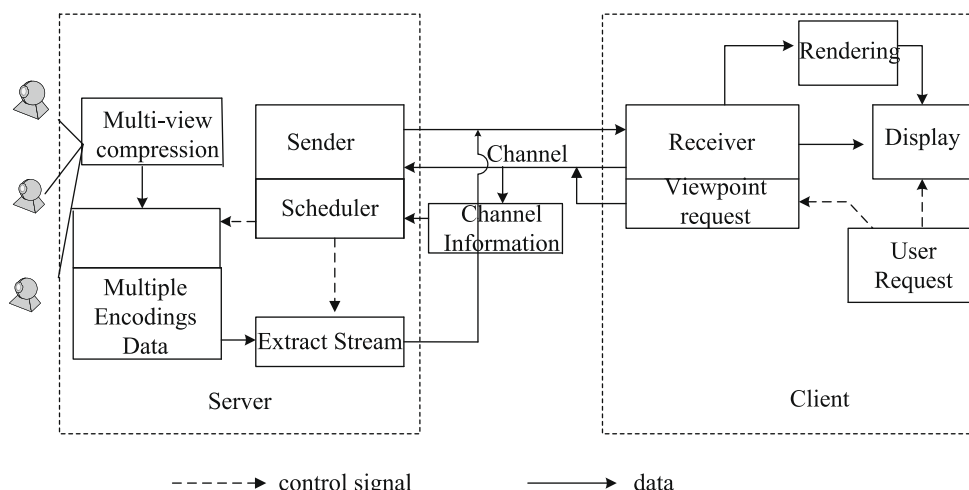 Rendering
Multi-view
compression
Sender
Channel
Receiver
Display
Scheduler
Channel
Information
Viewpoint
request
User
Request
Multiple
Encodings
Data
Extract Stream
Server
Client
control signal
data